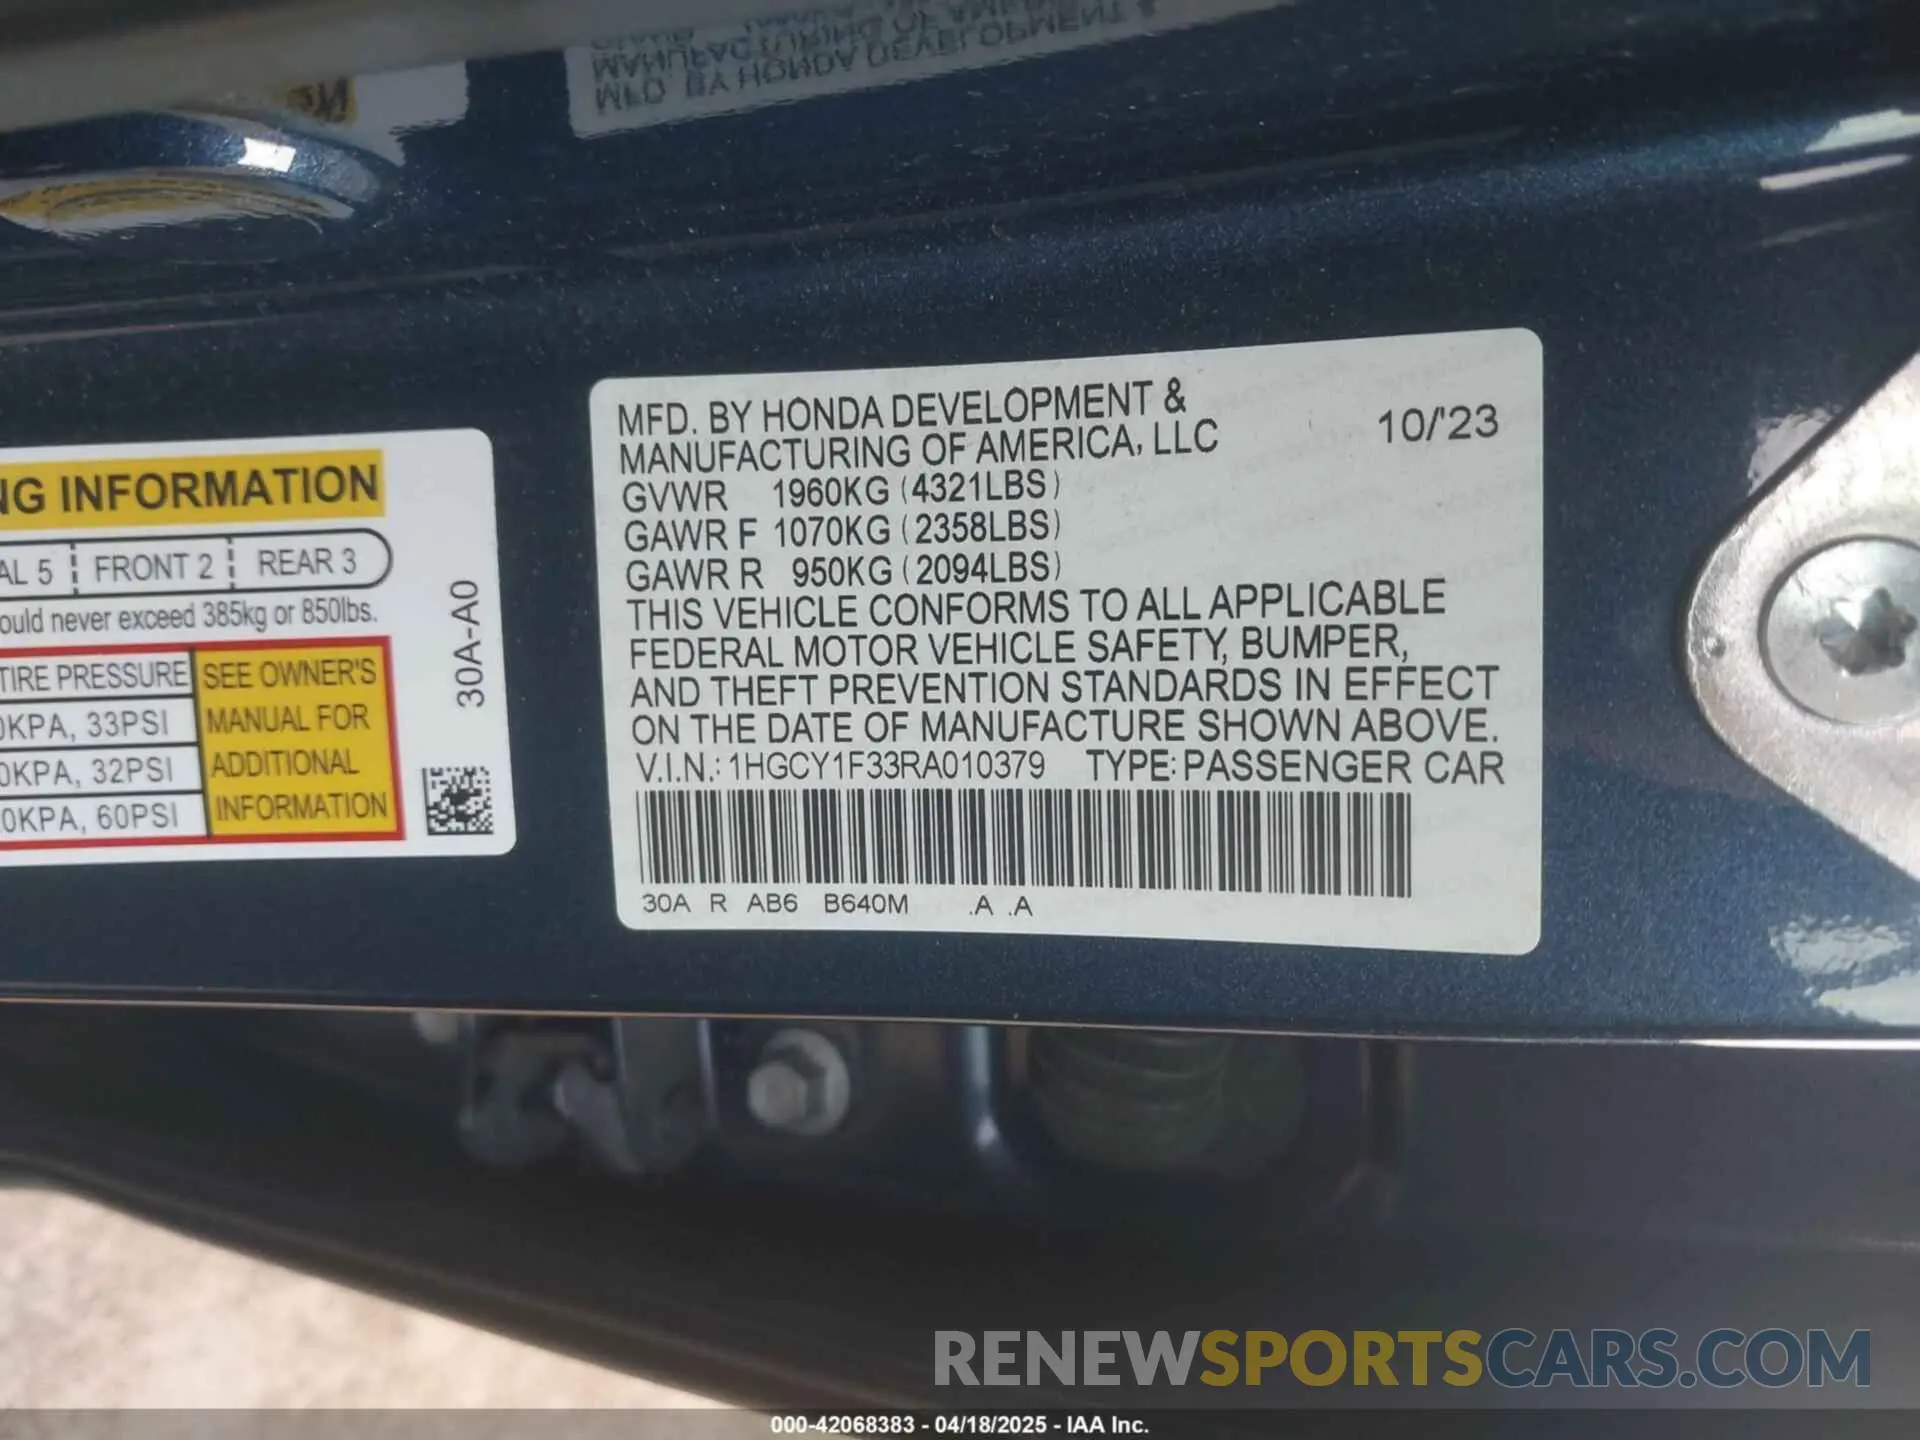 MFD. BY HONDA DEVELOPMENT &
MANUFACTURING OF AMERICA, LLC 10/'23
GVWR 1960KG (4321LBS)
GAWR F 1070KG (2358LBS)
GAWR R 950KG (2094LBS)
THIS VEHICLE CONFORMS TO ALL APPLICABLE
FEDERAL MOTOR VEHICLE SAFETY, BUMPER,
AND THEFT PREVENTION STANDARDS IN EFFECT
ON THE DATE OF MANUFACTURE SHOWN ABOVE.
V.I.N.: 1HGCY1F33RA010379 TYPE: PASSENGER CAR
30A R AB6 B640M .A .A
NG INFORMATION
AL 5 FRONT 2 REAR 3
ould never exceed 385kg or 850lbs.
TIRE PRESSURE
0KPA, 33PSI
0KPA, 32PSI
0KPA, 60PSI
SEE OWNER'S
MANUAL FOR
ADDITIONAL
INFORMATION
30A-A0
RENEWSPORTSCARS.COM
000-42068383 - 04/18/2025 - IAA Inc.